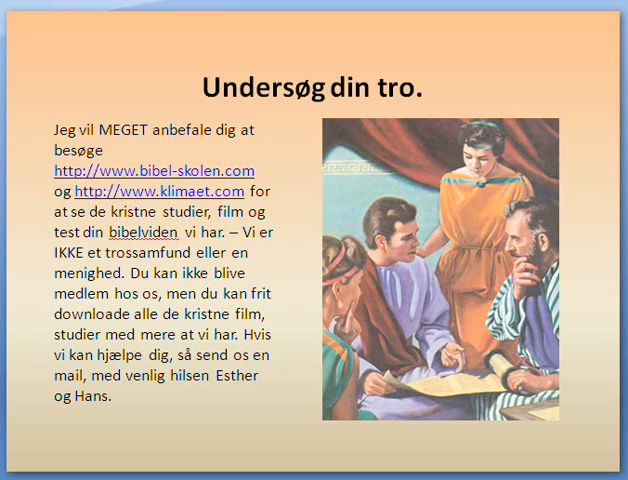 Undersøg din tro.
Jeg vil MEGET anbefale dig at
besøge
http://www.bibel-skolen.com
og http://www.klimaet.com for
at se de kristne studier, film og
test din bibelviden vi har. – Vi er
IKKE et trossamfund eller en
menighed. Du kan ikke blive
medlem hos os, men du kan frit
downloade alle de kristne film,
studier med mere at vi har. Hvis
vi kan hjælpe dig, så send os en
mail, med venlig hilsen Esther
og Hans.